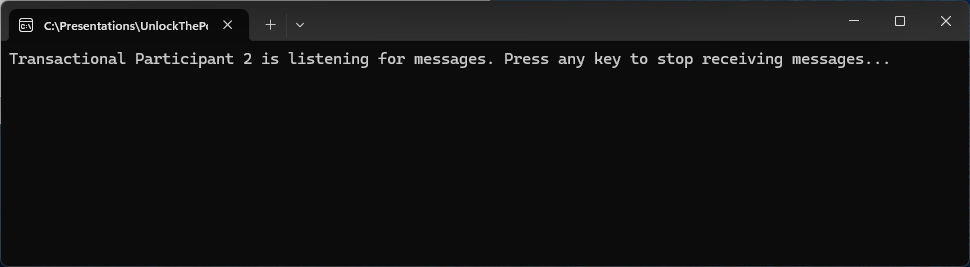 C:\Presentations\UnlockThePo
Transactional Participant 2 is listening for messages. Press any key to stop receiving messages...